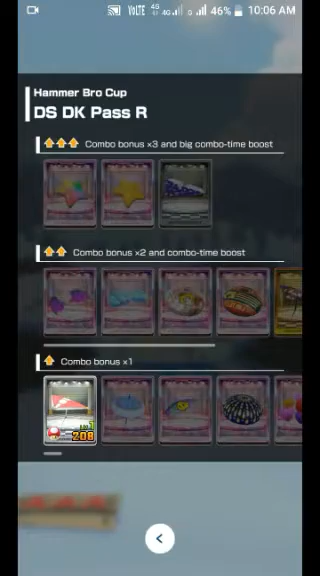 VoLTE 4G 4G 46% 10:06 AM
Hammer Bro Cup
DS DK Pass R
Combo bonus ×3 and big combo-time boost
Combo bonus ×2 and combo-time boost
Combo bonus ×1
208